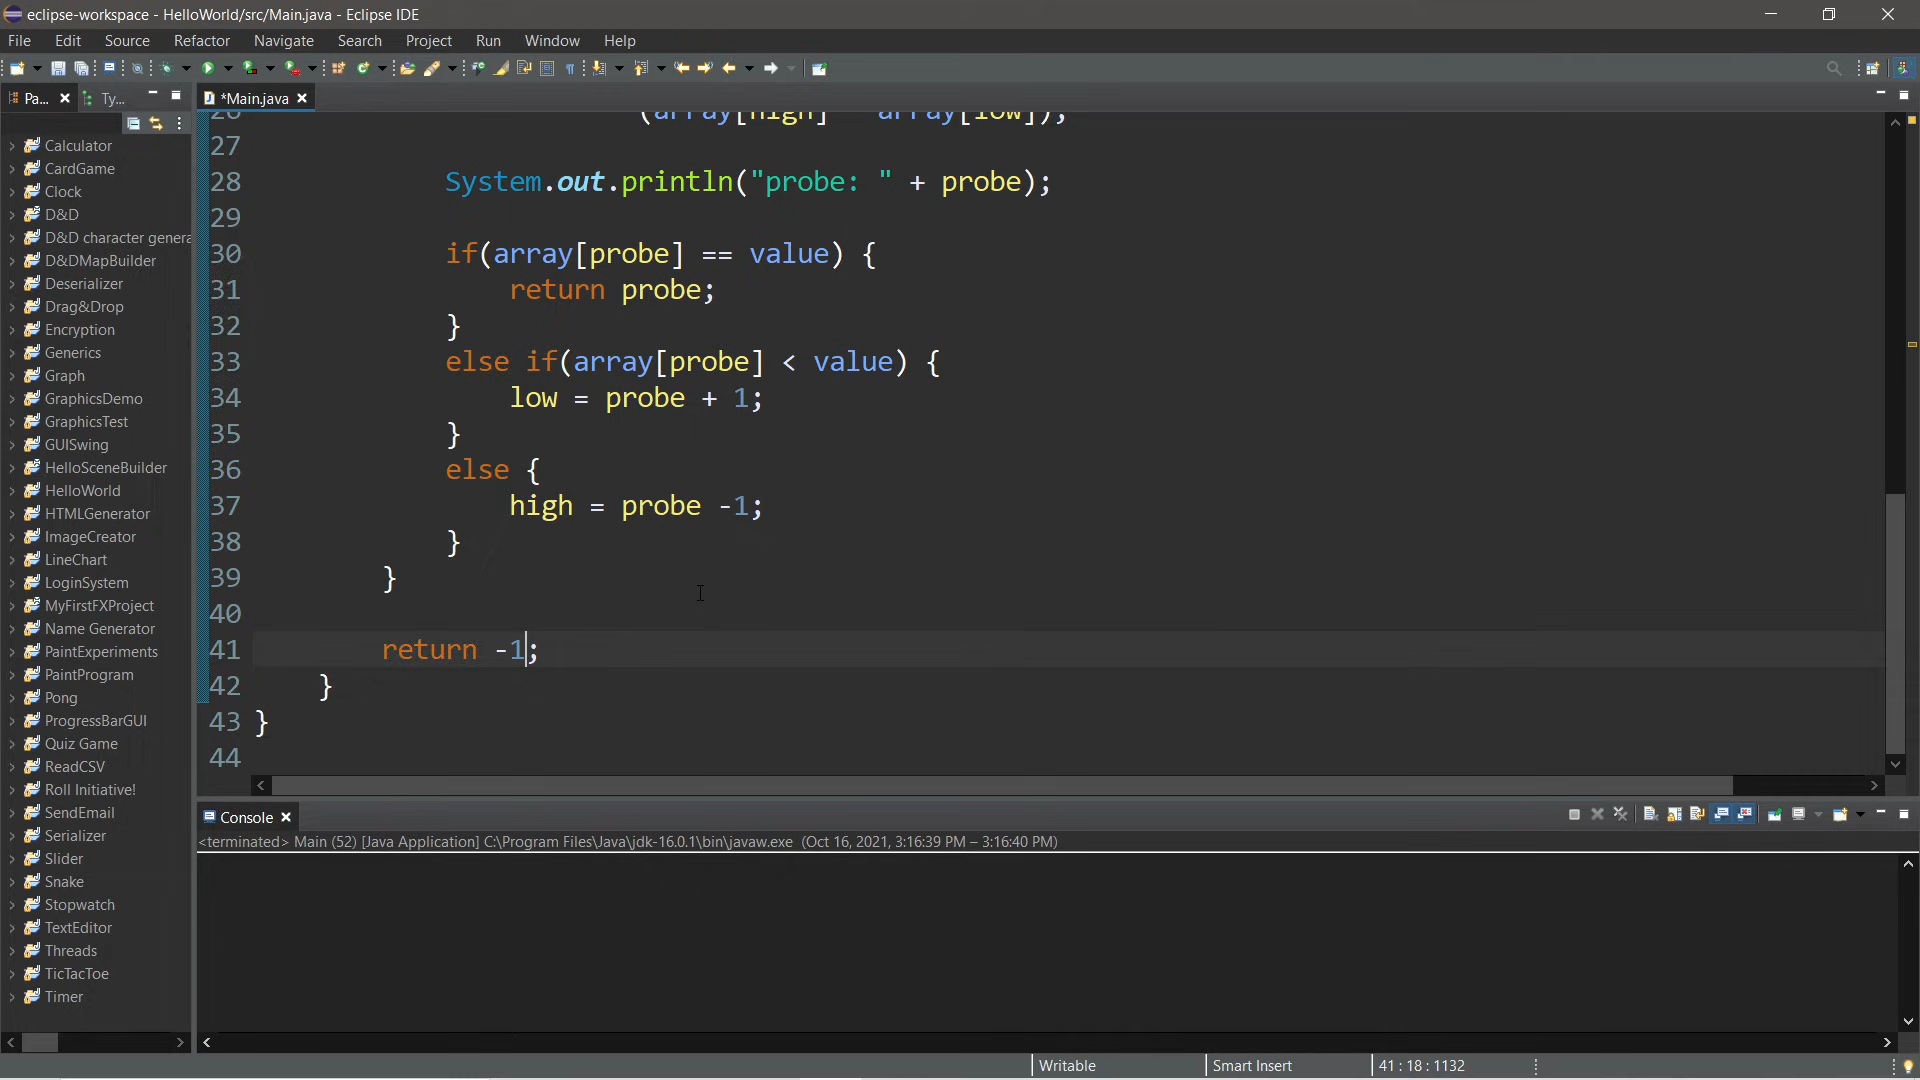 eclipse-workspace - HelloWorld/src/Main.java - Eclipse IDE
File Edit Source Refactor Navigate Search Project Run Window Help
Pa... Ty... *Main.java
Calculator
CardGame
Clock
D&D
D&D character genera
D&DMapBuilder
Deserializer
Drag&Drop
Encryption
Generics
Graph
GraphicsDemo
GraphicsTest
GUISwing
HelloSceneBuilder
HelloWorld
HTMLGenerator
ImageCreator
LineChart
LoginSystem
MyFirstFXProject
Name Generator
PaintExperiments
PaintProgram
Pong
ProgressBarGUI
Quiz Game
ReadCSV
Roll Initiative!
SendEmail
Serializer
Slider
Snake
Stopwatch
TextEditor
Threads
TicTacToe
Timer
26 (array[high] - array[low]);
27
28 System.out.println("probe: " + probe);
29
30 if(array[probe] == value) {
31 return probe;
32 }
33 else if(array[probe] < value) {
34 low = probe + 1;
35 }
36 else {
37 high = probe -1;
38 }
39 }
40
41 return -1;
42 }
43 }
44
Console
<terminated> Main (52) [Java Application] C:\Program Files\Java\jdk-16.0.1\bin\javaw.exe (Oct 16, 2021, 3:16:39 PM – 3:16:40 PM)
Writable Smart Insert 41 : 18 : 1132